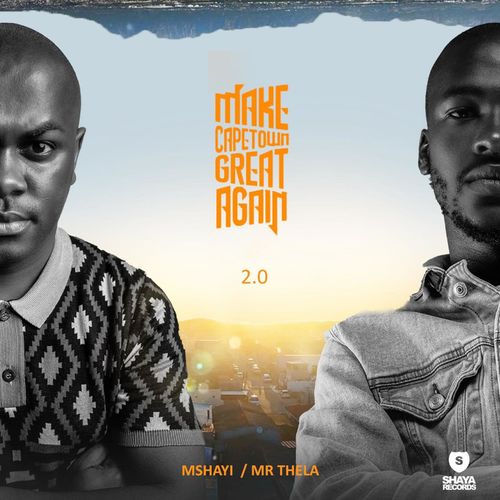 MAKE
CAPETOWN
GREAT
AGAIN
2.0
MSHAYI / MR THELA
S
SHAYA
RECORDS